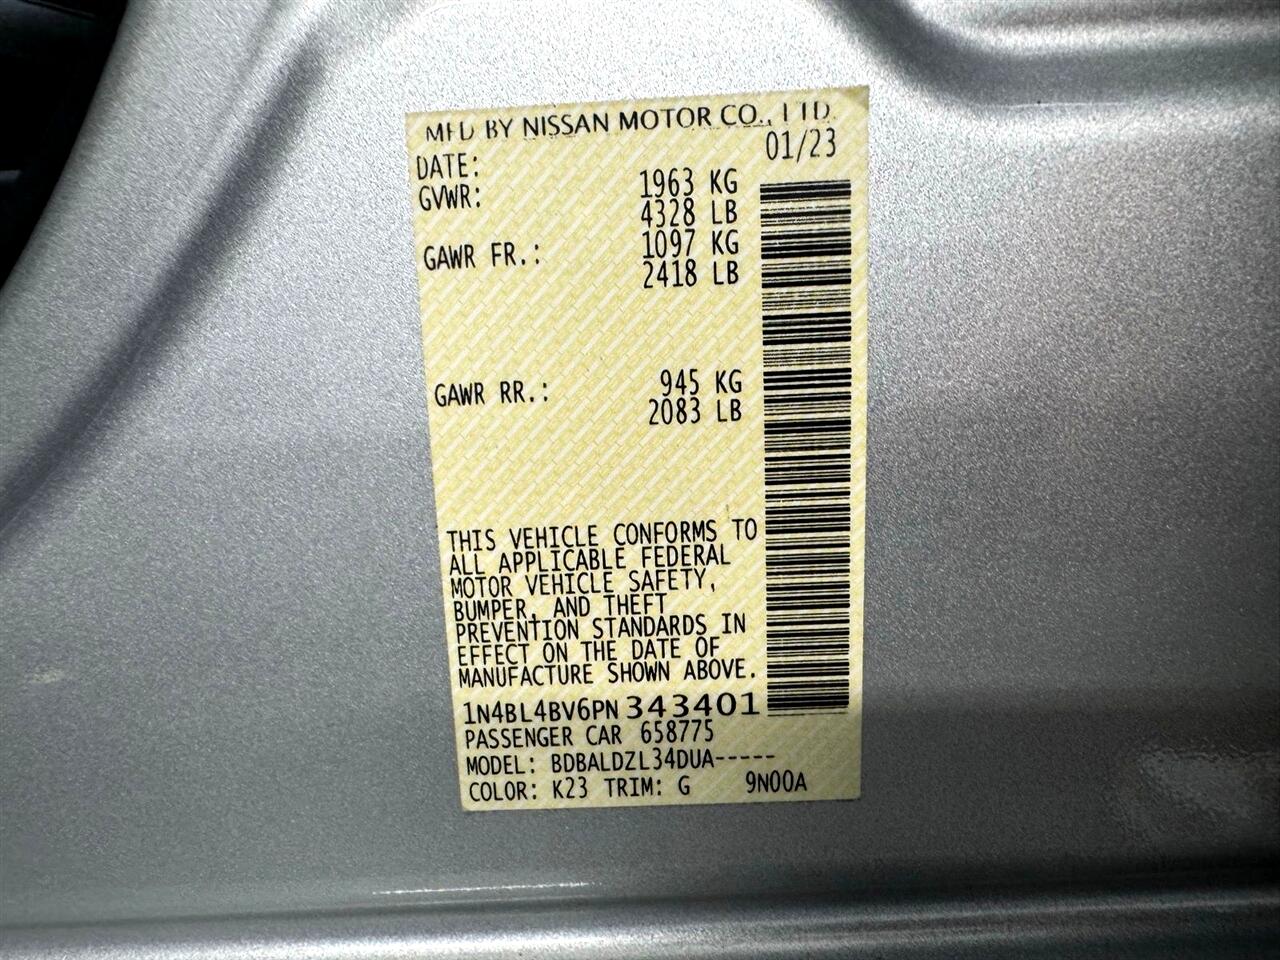 MFD BY NISSAN MOTOR CO., LTD.
DATE: 01/23
GVWR: 1963 KG
4328 LB
GAWR FR.: 1097 KG
2418 LB
GAWR RR.: 945 KG
2083 LB
THIS VEHICLE CONFORMS TO
ALL APPLICABLE FEDERAL
MOTOR VEHICLE SAFETY,
BUMPER, AND THEFT
PREVENTION STANDARDS IN
EFFECT ON THE DATE OF
MANUFACTURE SHOWN ABOVE.
1N4BL4BV6PN343401
PASSENGER CAR 658775
MODEL: BDBALDZL34DUA-----
COLOR: K23 TRIM: G 9N00A